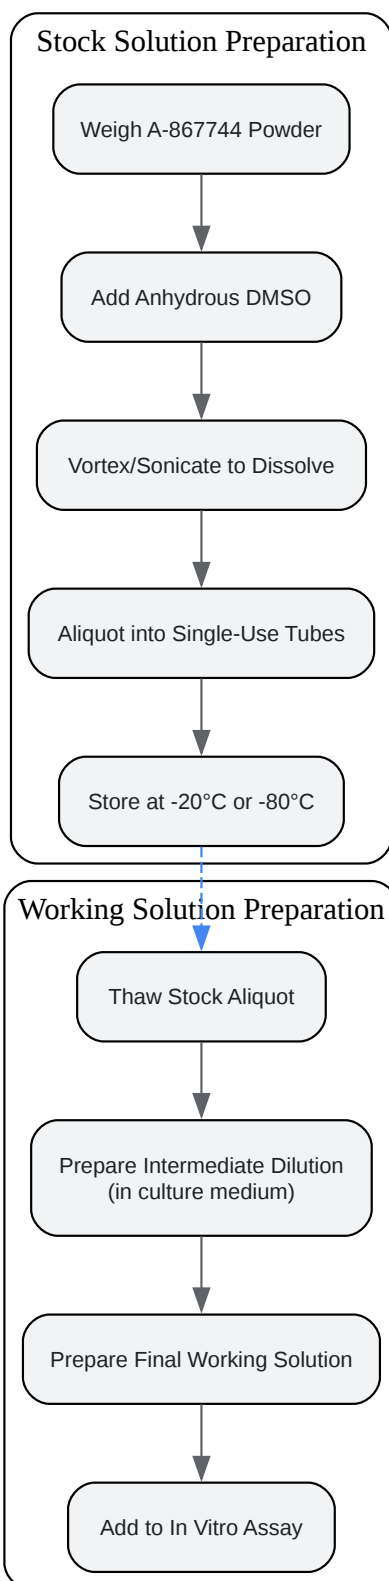 Stock Solution Preparation
Weigh A-867744 Powder
Add Anhydrous DMSO
Vortex/Sonicate to Dissolve
Aliquot into Single-Use Tubes
Store at -20°C or -80°C
Working Solution Preparation
Thaw Stock Aliquot
Prepare Intermediate Dilution
(in culture medium)
Prepare Final Working Solution
Add to In Vitro Assay